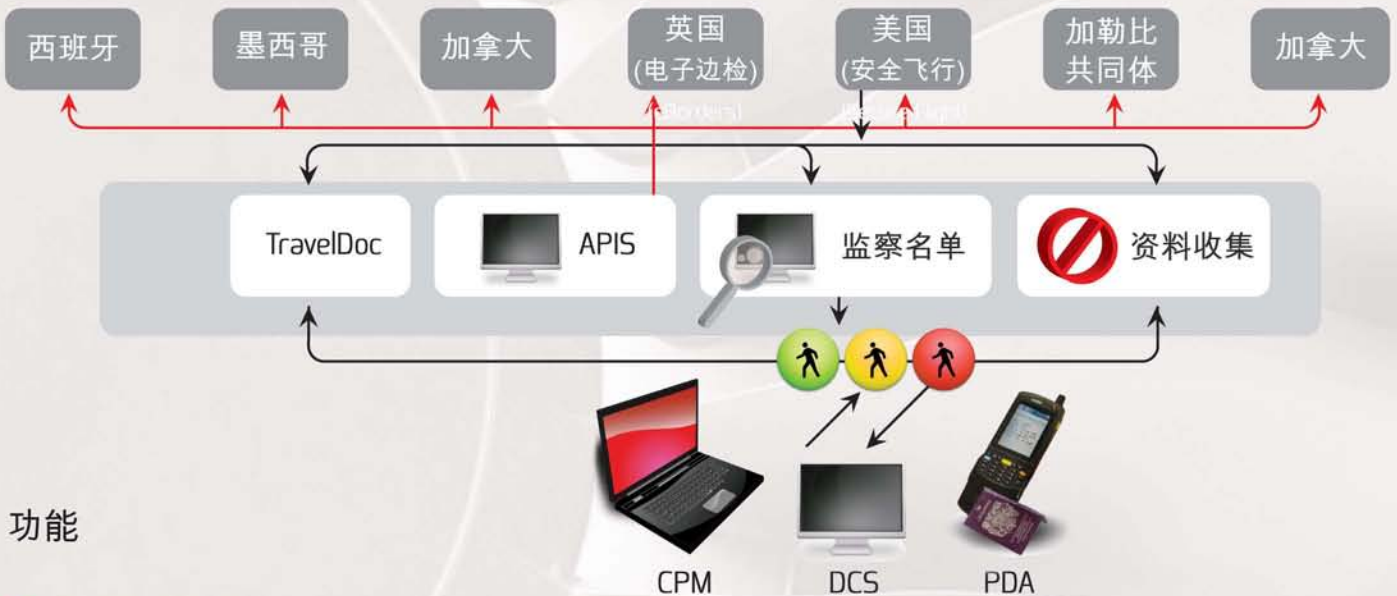 西班牙
墨西哥
加拿大
英国
(电子边检)
美国
(安全飞行)
加勒比
共同体
加拿大
TravelDoc
APIS
监察名单
资料收集
功能
CPM
DCS
PDA